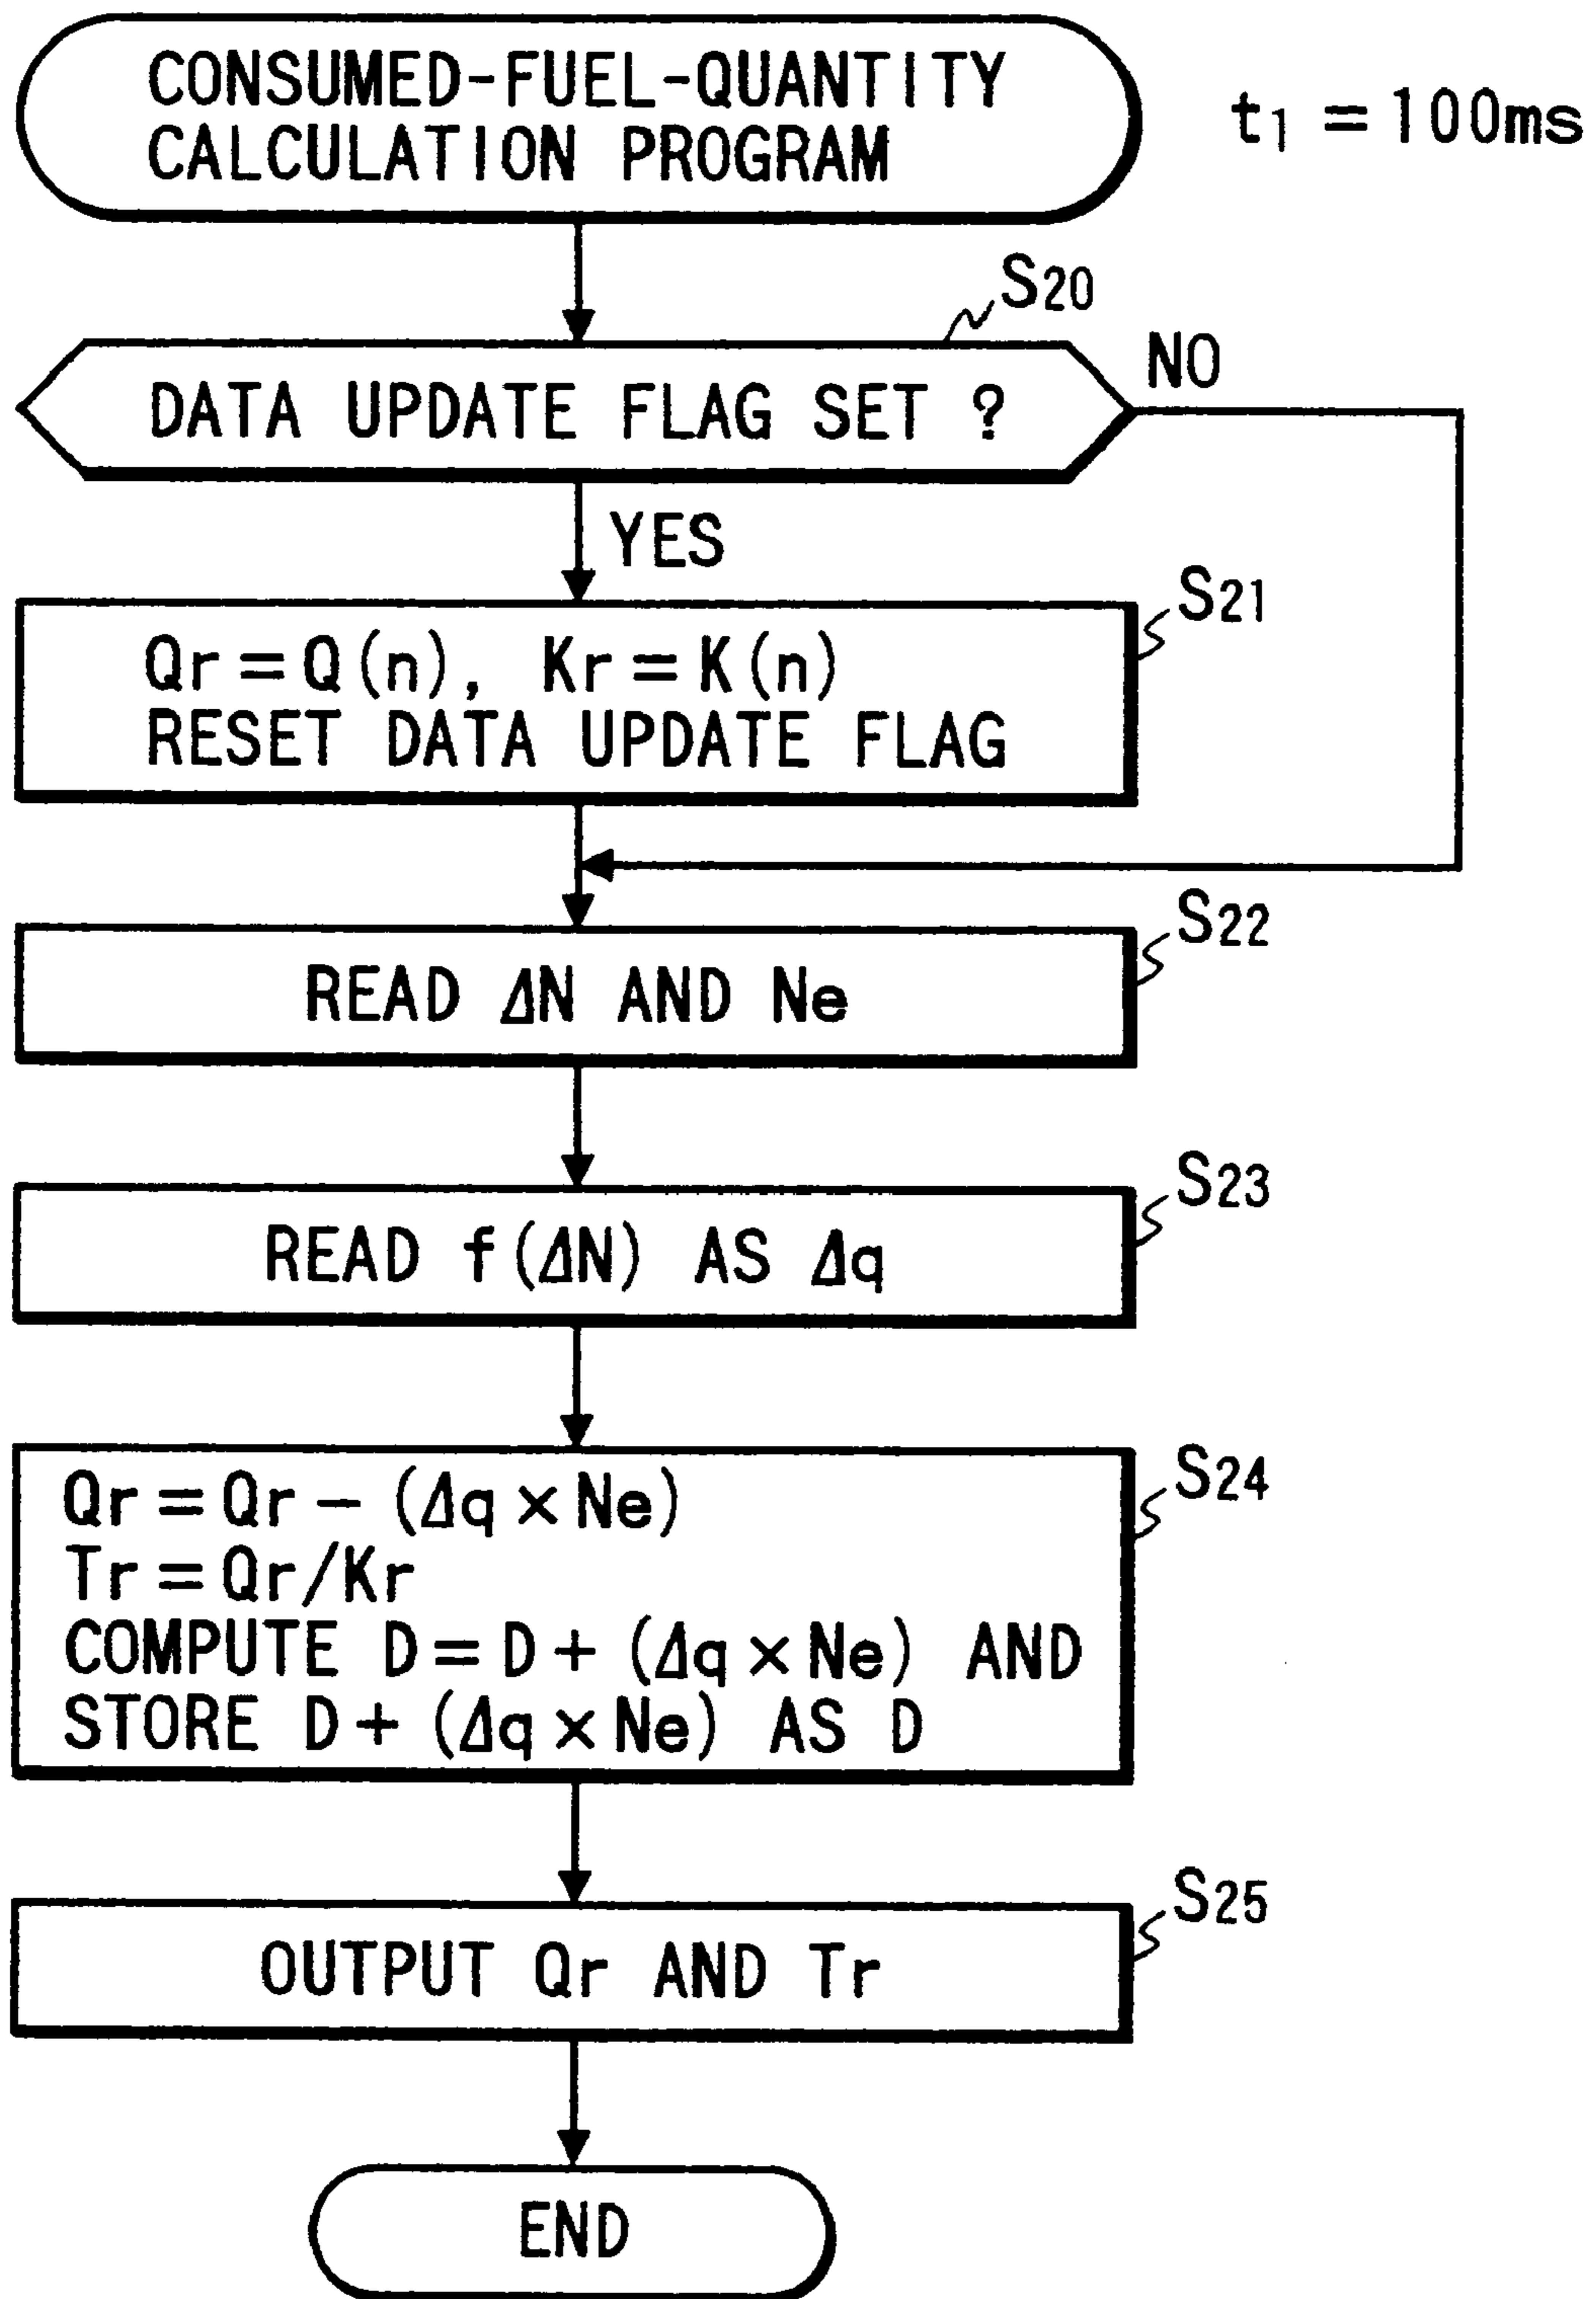 CONSUMED-FUEL-QUANTITY
CALCULATION PROGRAM
t1 = 100ms
S20
DATA UPDATE FLAG SET ?
NO
YES
S21
Qr = Q(n), Kr = K(n)
RESET DATA UPDATE FLAG
S22
READ ΔN AND Ne
S23
READ f(ΔN) AS Δq
S24
Qr = Qr - (Δq × Ne)
Tr = Qr/Kr
COMPUTE D = D + (Δq × Ne) AND
STORE D + (Δq × Ne) AS D
S25
OUTPUT Qr AND Tr
END